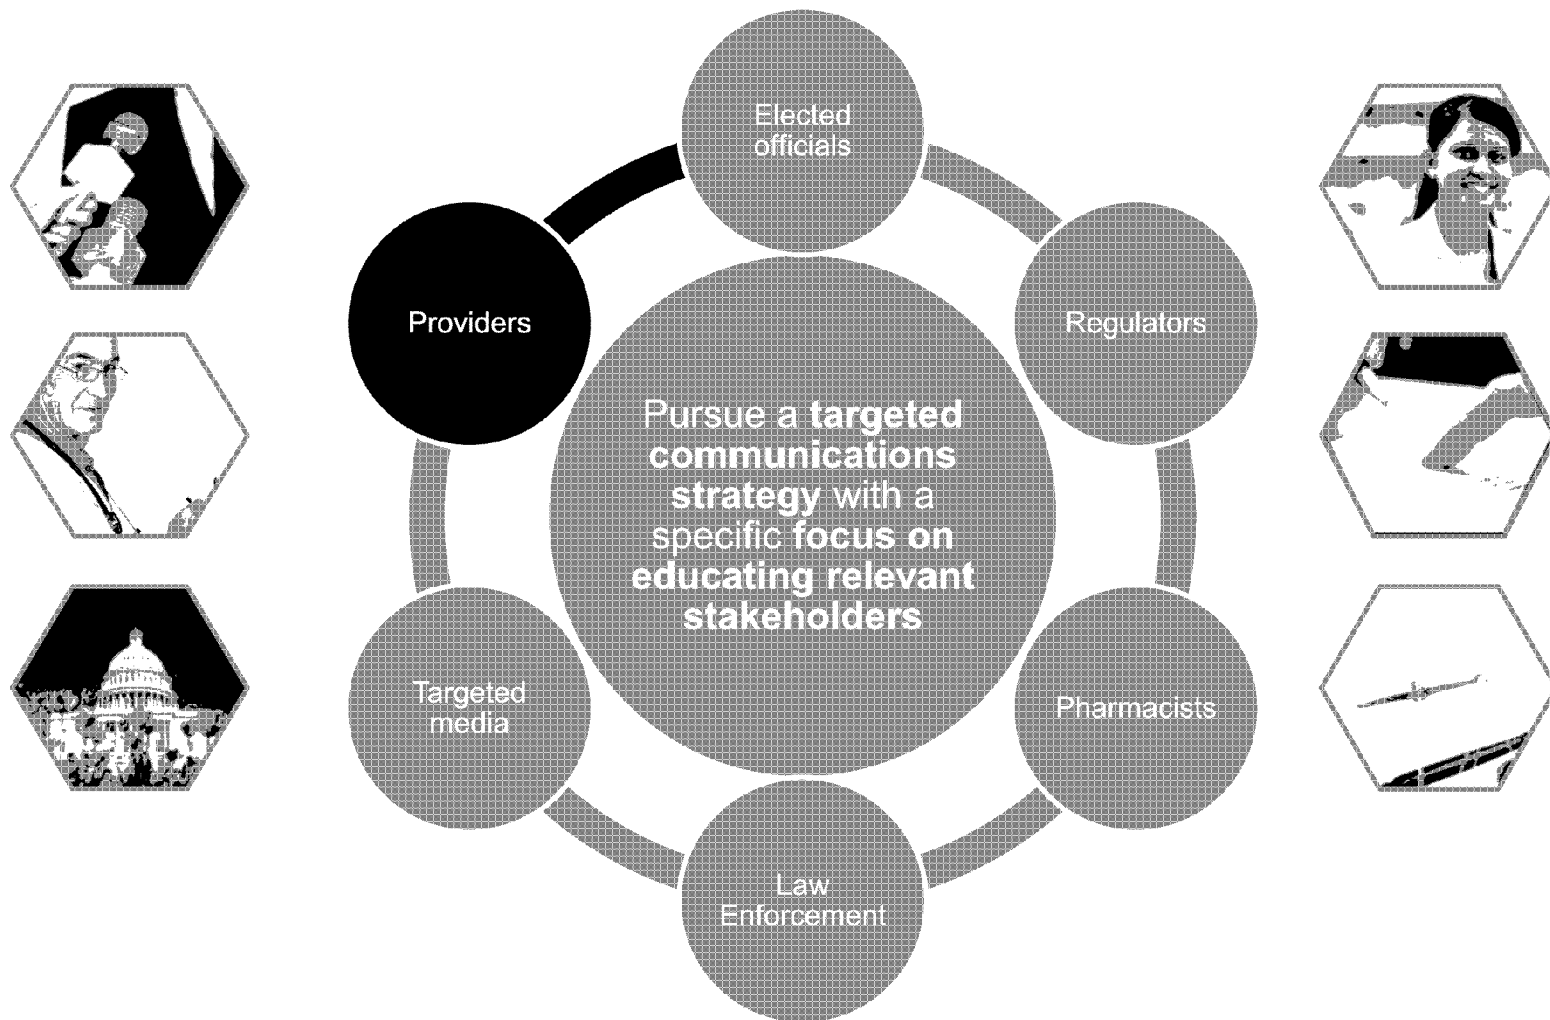 Elected
officials
Providers
Regulators
Pursue a targeted
communications
strategy with a
specific focus on
educating relevant
stakeholders
Targeted
media
Pharmacists
Law
Enforcement